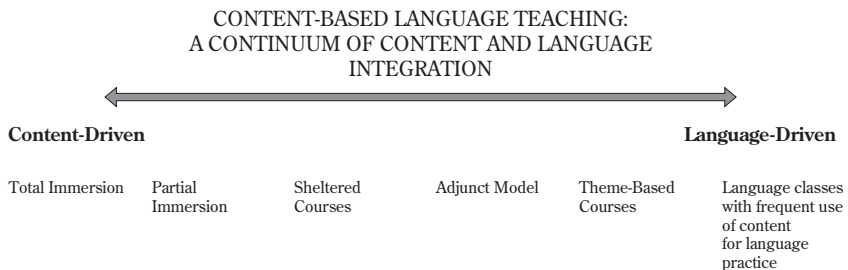 CONTENT-BASED LANGUAGE TEACHING:
A CONTINUUM OF CONTENT AND LANGUAGE
INTEGRATION
Content-Driven
Language-Driven
Total Immersion
Partial
Immersion
Sheltered
Courses
Adjunct Model
Theme-Based
Courses
Language classes
with frequent use
of content
for language
practice